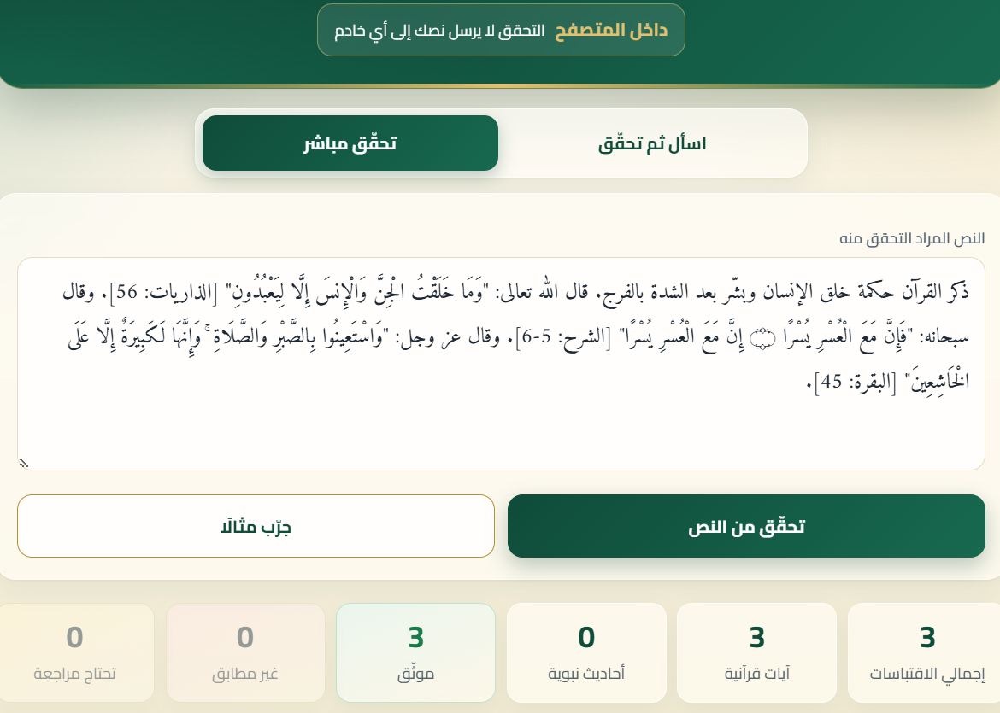 داخل المتصفح التحقق لا يرسل نصك إلى أي خادم
اسأل ثم تحقّق
تحقّق مباشر
النص المراد التحقق منه
ذكر القرآن حكمة خلق الإنسان وبشّر بعد الشدة بالفرج. قال الله تعالى: "وَمَا خَلَقْتُ الْجِنَّ وَالْإِنسَ إِلَّا لِيَعْبُدُونِ" [الذاريات: 56]. وقال
سبحانه: "فَإِنَّ مَعَ الْعُسْرِ يُسْرًا ۝ إِنَّ مَعَ الْعُسْرِ يُسْرًا" [الشرح: 5-6]. وقال عز وجل: "وَاسْتَعِينُوا بِالصَّبْرِ وَالصَّلَاةِ ۚ وَإِنَّهَا لَكَبِيرَةٌ إِلَّا عَلَى
الْخَاشِعِينَ" [البقرة: 45].
تحقّق من النص
جرّب مثالًا
3
إجمالي الاقتباسات
3
آيات قرآنية
0
أحاديث نبوية
3
موثّق
0
غير مطابق
0
تحتاج مراجعة